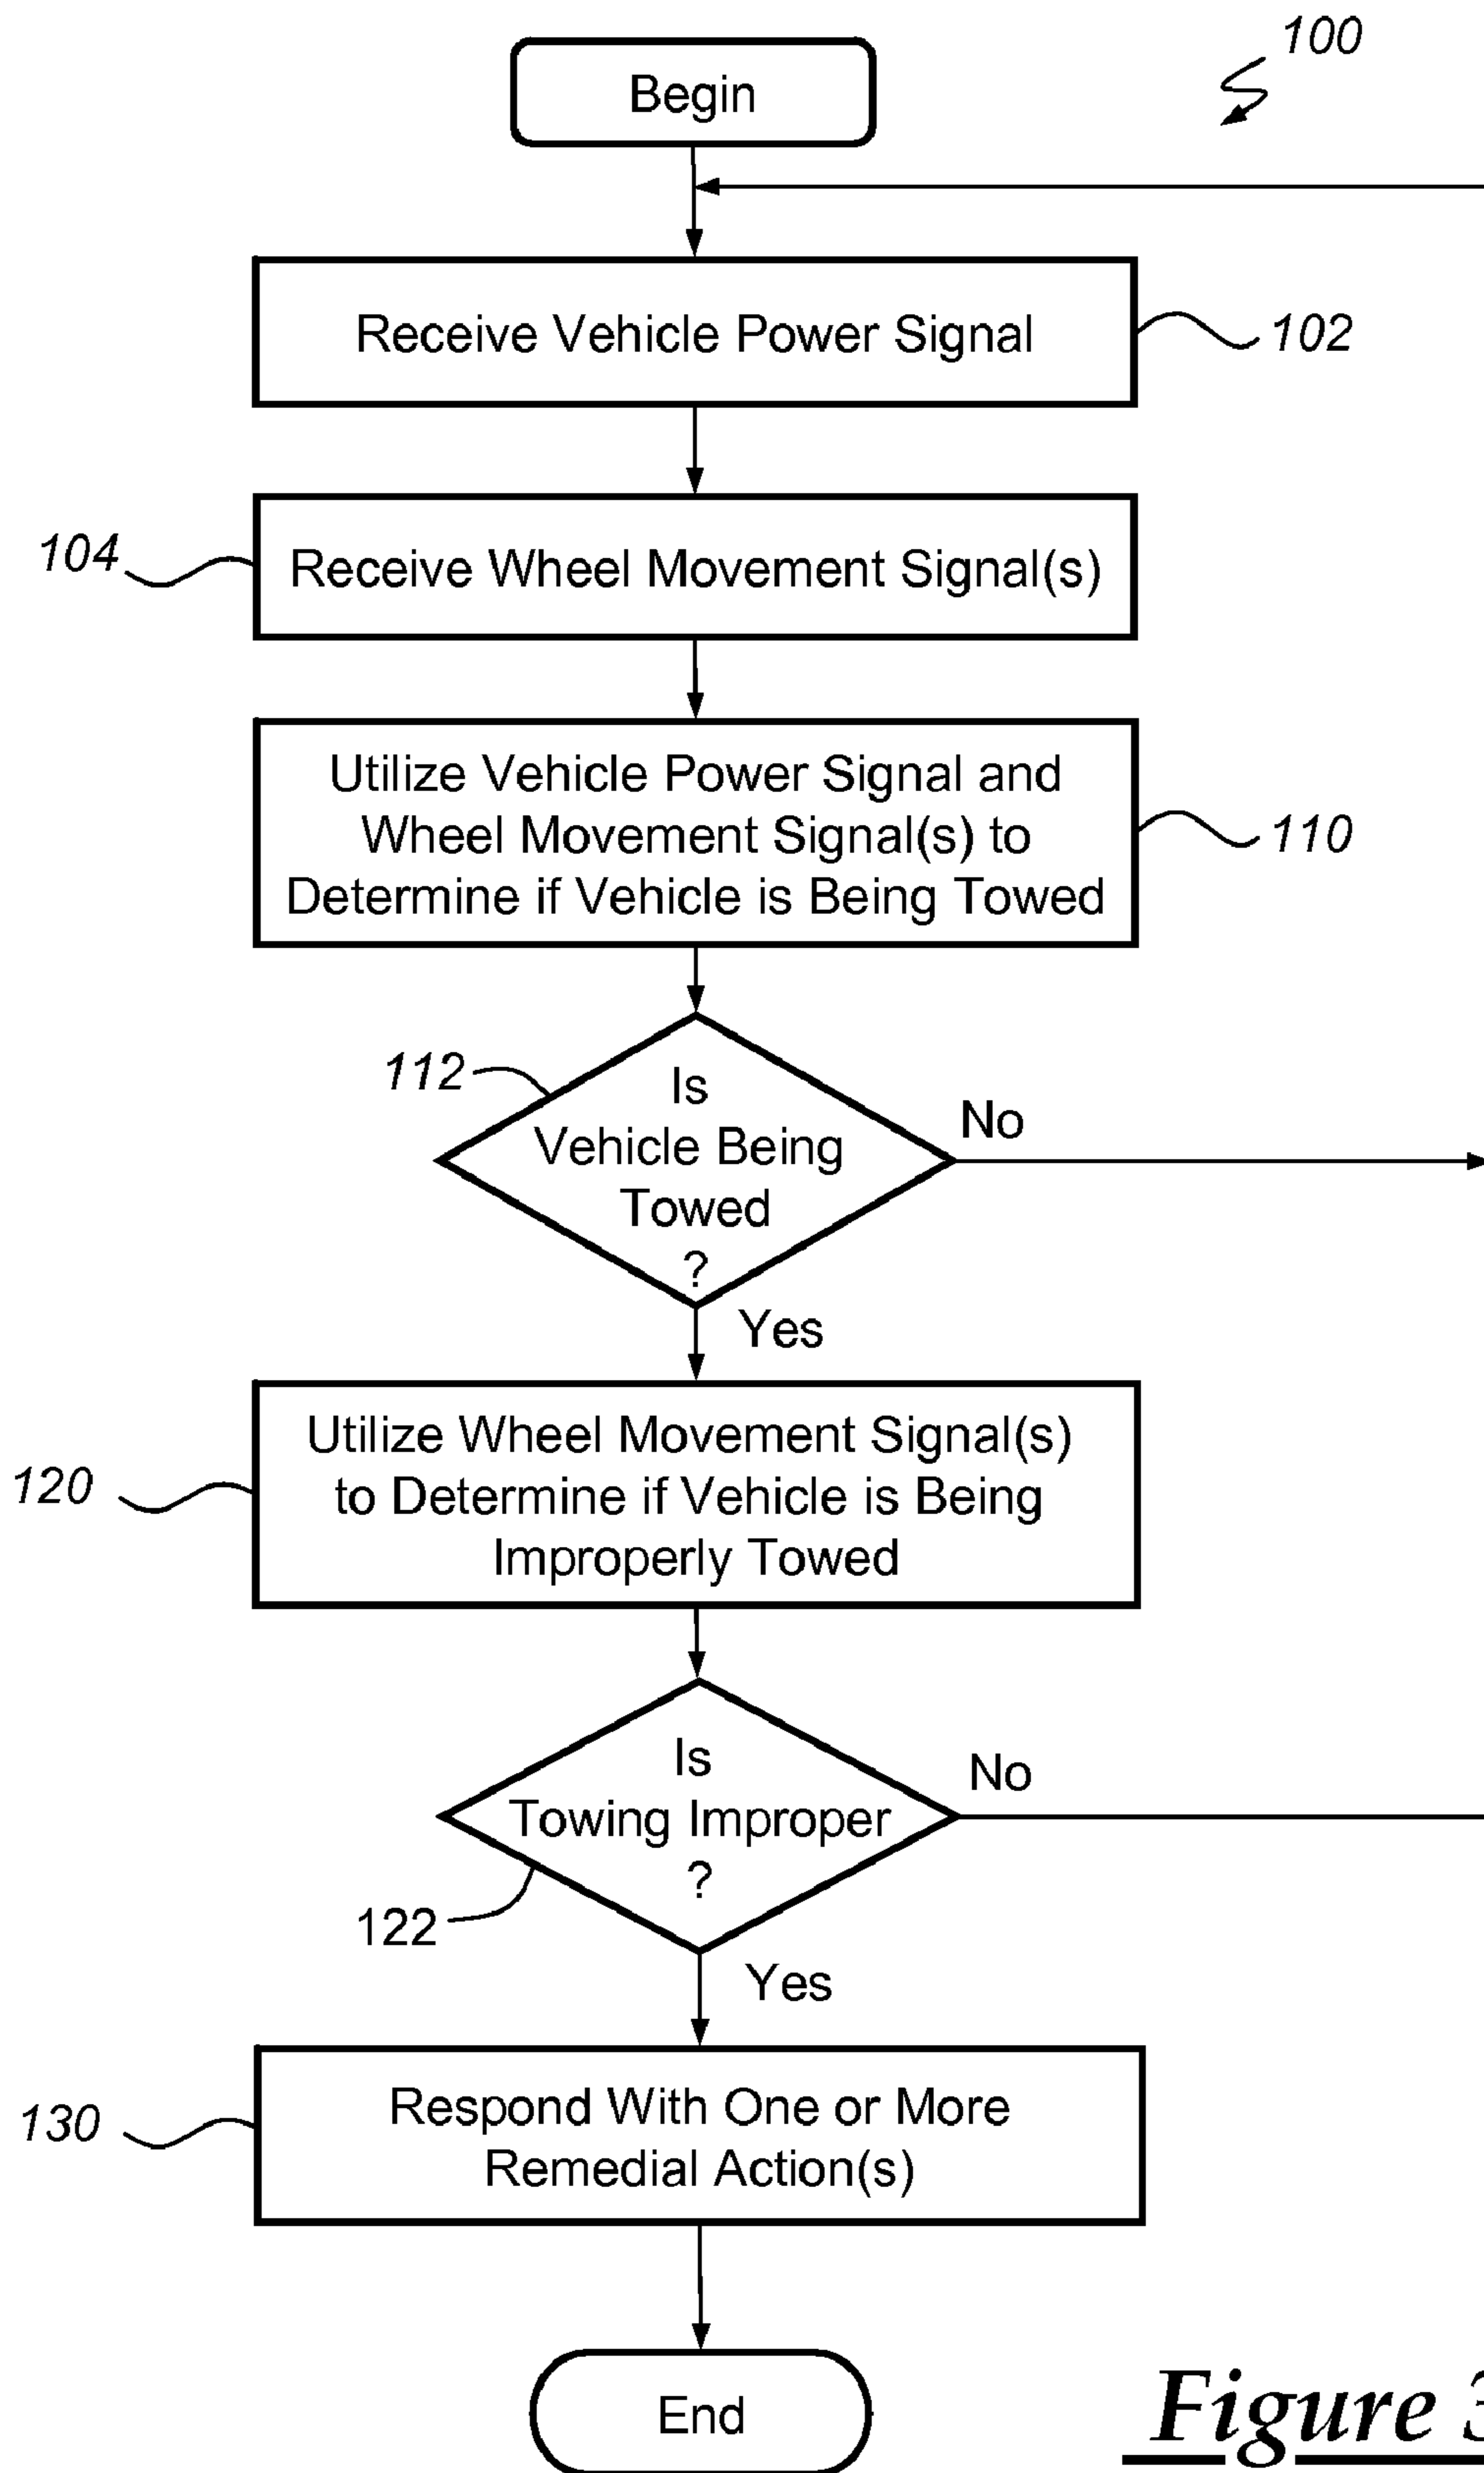 100
Begin
Receive Vehicle Power Signal
102
104
Receive Wheel Movement Signal(s)
Utilize Vehicle Power Signal and
Wheel Movement Signal(s) to
Determine if Vehicle is Being Towed
110
112
Is
Vehicle Being
Towed
?
No
Yes
120
Utilize Wheel Movement Signal(s)
to Determine if Vehicle is Being
Improperly Towed
Is
Towing Improper
?
No
122
Yes
130
Respond With One or More
Remedial Action(s)
End
Figure 3